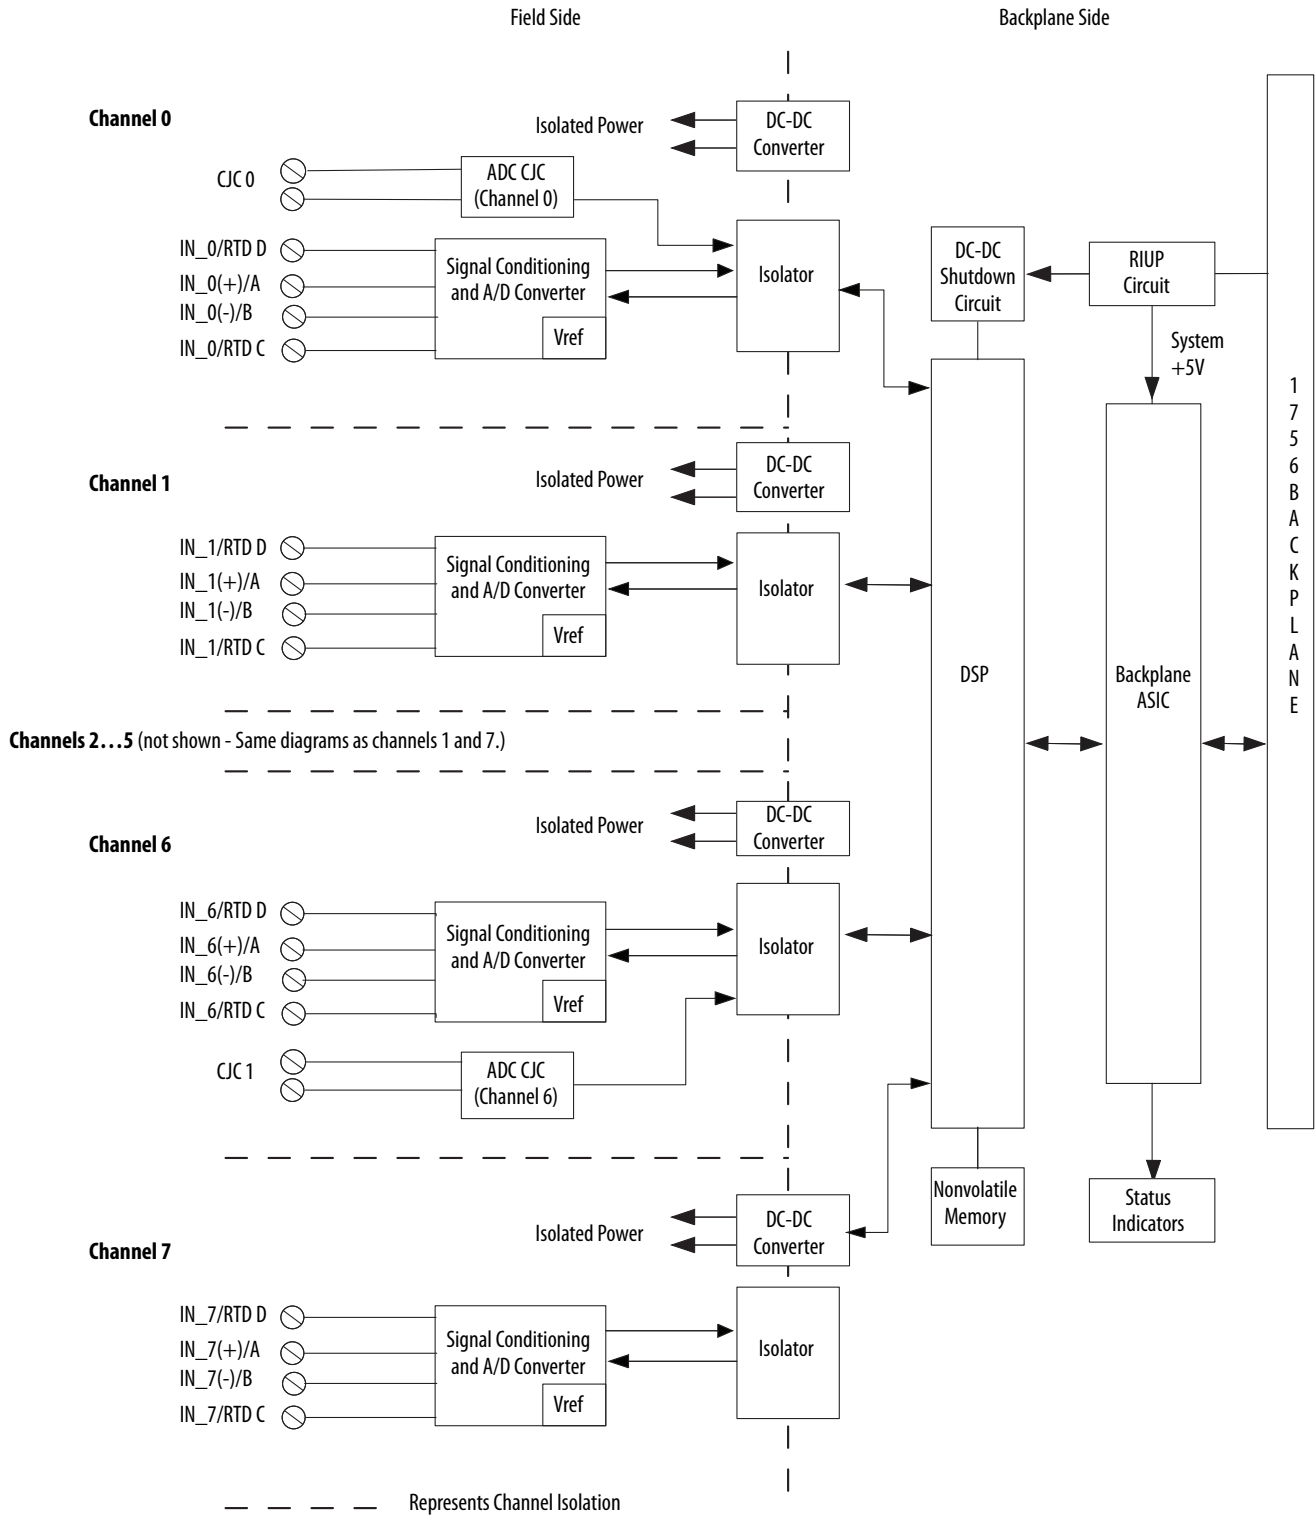 Field Side
Backplane Side
Channel 0
Isolated Power
DC-DC
Converter
CJC 0
ADC CJC
(Channel 0)
IN_0/RTD D
IN_0(+)/A
IN_0(-)/B
IN_0/RTD C
Signal Conditioning
and A/D Converter
Vref
Isolator
DC-DC
Shutdown
Circuit
RIUP
Circuit
System
+5V
1
7
5
6
B
A
C
K
P
L
A
N
E
Channel 1
Isolated Power
DC-DC
Converter
IN_1/RTD D
IN_1(+)/A
IN_1(-)/B
IN_1/RTD C
Signal Conditioning
and A/D Converter
Vref
Isolator
DSP
Backplane
ASIC
Channels 2...5 (not shown - Same diagrams as channels 1 and 7.)
Channel 6
Isolated Power
DC-DC
Converter
IN_6/RTD D
IN_6(+)/A
IN_6(-)/B
IN_6/RTD C
Signal Conditioning
and A/D Converter
Vref
Isolator
CJC 1
ADC CJC
(Channel 6)
Nonvolatile
Memory
Status
Indicators
Channel 7
Isolated Power
DC-DC
Converter
IN_7/RTD D
IN_7(+)/A
IN_7(-)/B
IN_7/RTD C
Signal Conditioning
and A/D Converter
Vref
Isolator
Represents Channel Isolation